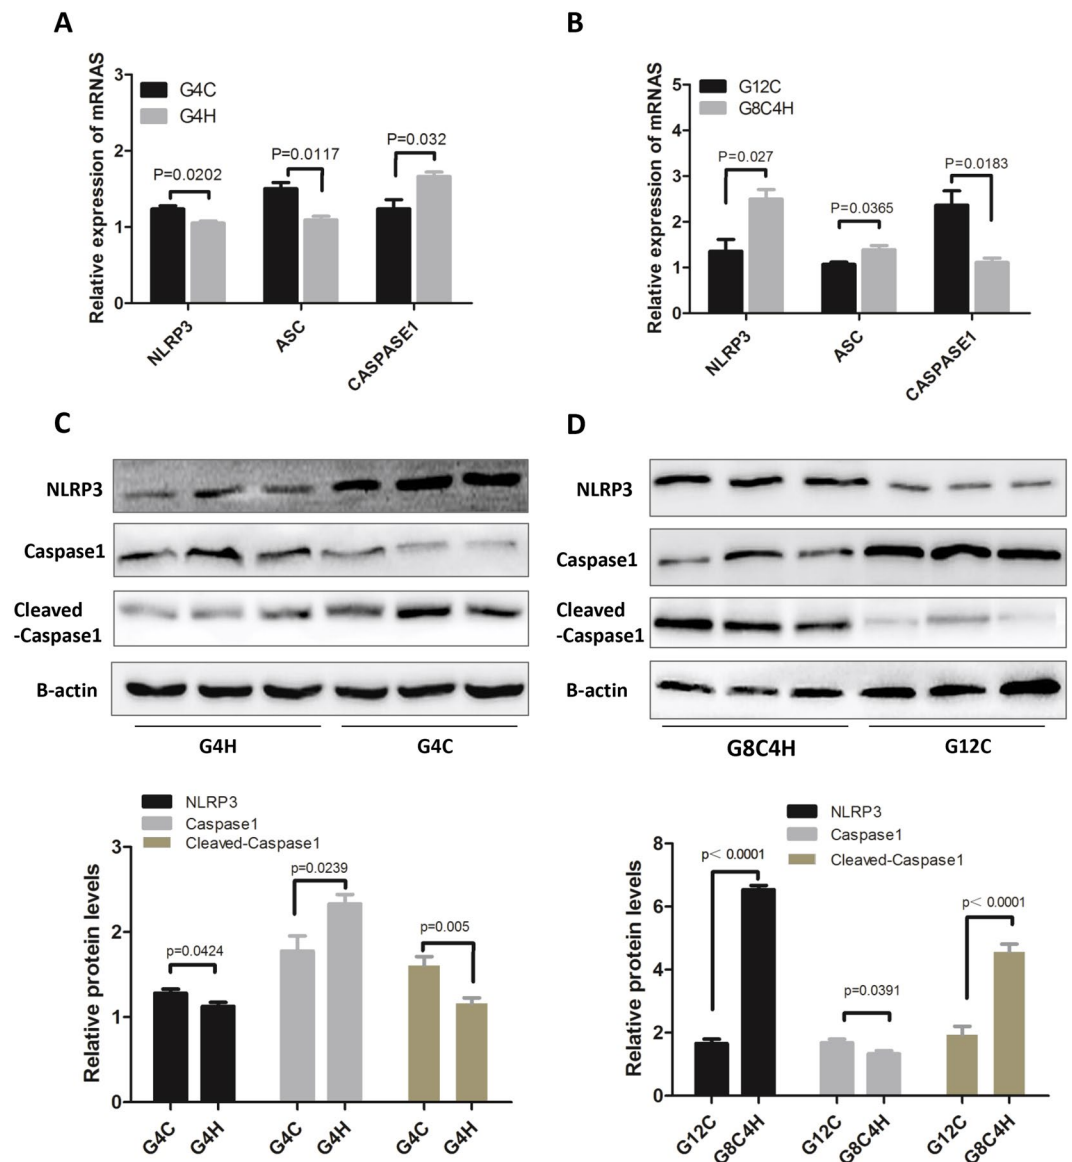 A
Relative expression of mRNAS
3
2
1
0
G4C
G4H
P=0.0202
P=0.0117
P=0.032
NLRP3
ASC
CASPASE1
B
Relative expression of mRNAS
5
4
3
2
1
0
G12C
G8C4H
P=0.027
P=0.0365
P=0.0183
NLRP3
ASC
CASPASE1
C
NLRP3
Caspase1
Cleaved
-Caspase1
B-actin
G4H
G4C
D
NLRP3
Caspase1
Cleaved
-Caspase1
B-actin
G8C4H
G12C
NLRP3
Caspase1
Cleaved-Caspase1
Relative protein levels
3
2
1
0
p=0.0424
p=0.0239
p=0.005
G4C
G4H
G4C
G4H
G4C
G4H
NLRP3
Caspase1
Cleaved-Caspase1
Relative protein levels
8
6
4
2
0
p< 0.0001
p=0.0391
p< 0.0001
G12C
G8C4H
G12C
G8C4H
G12C
G8C4H